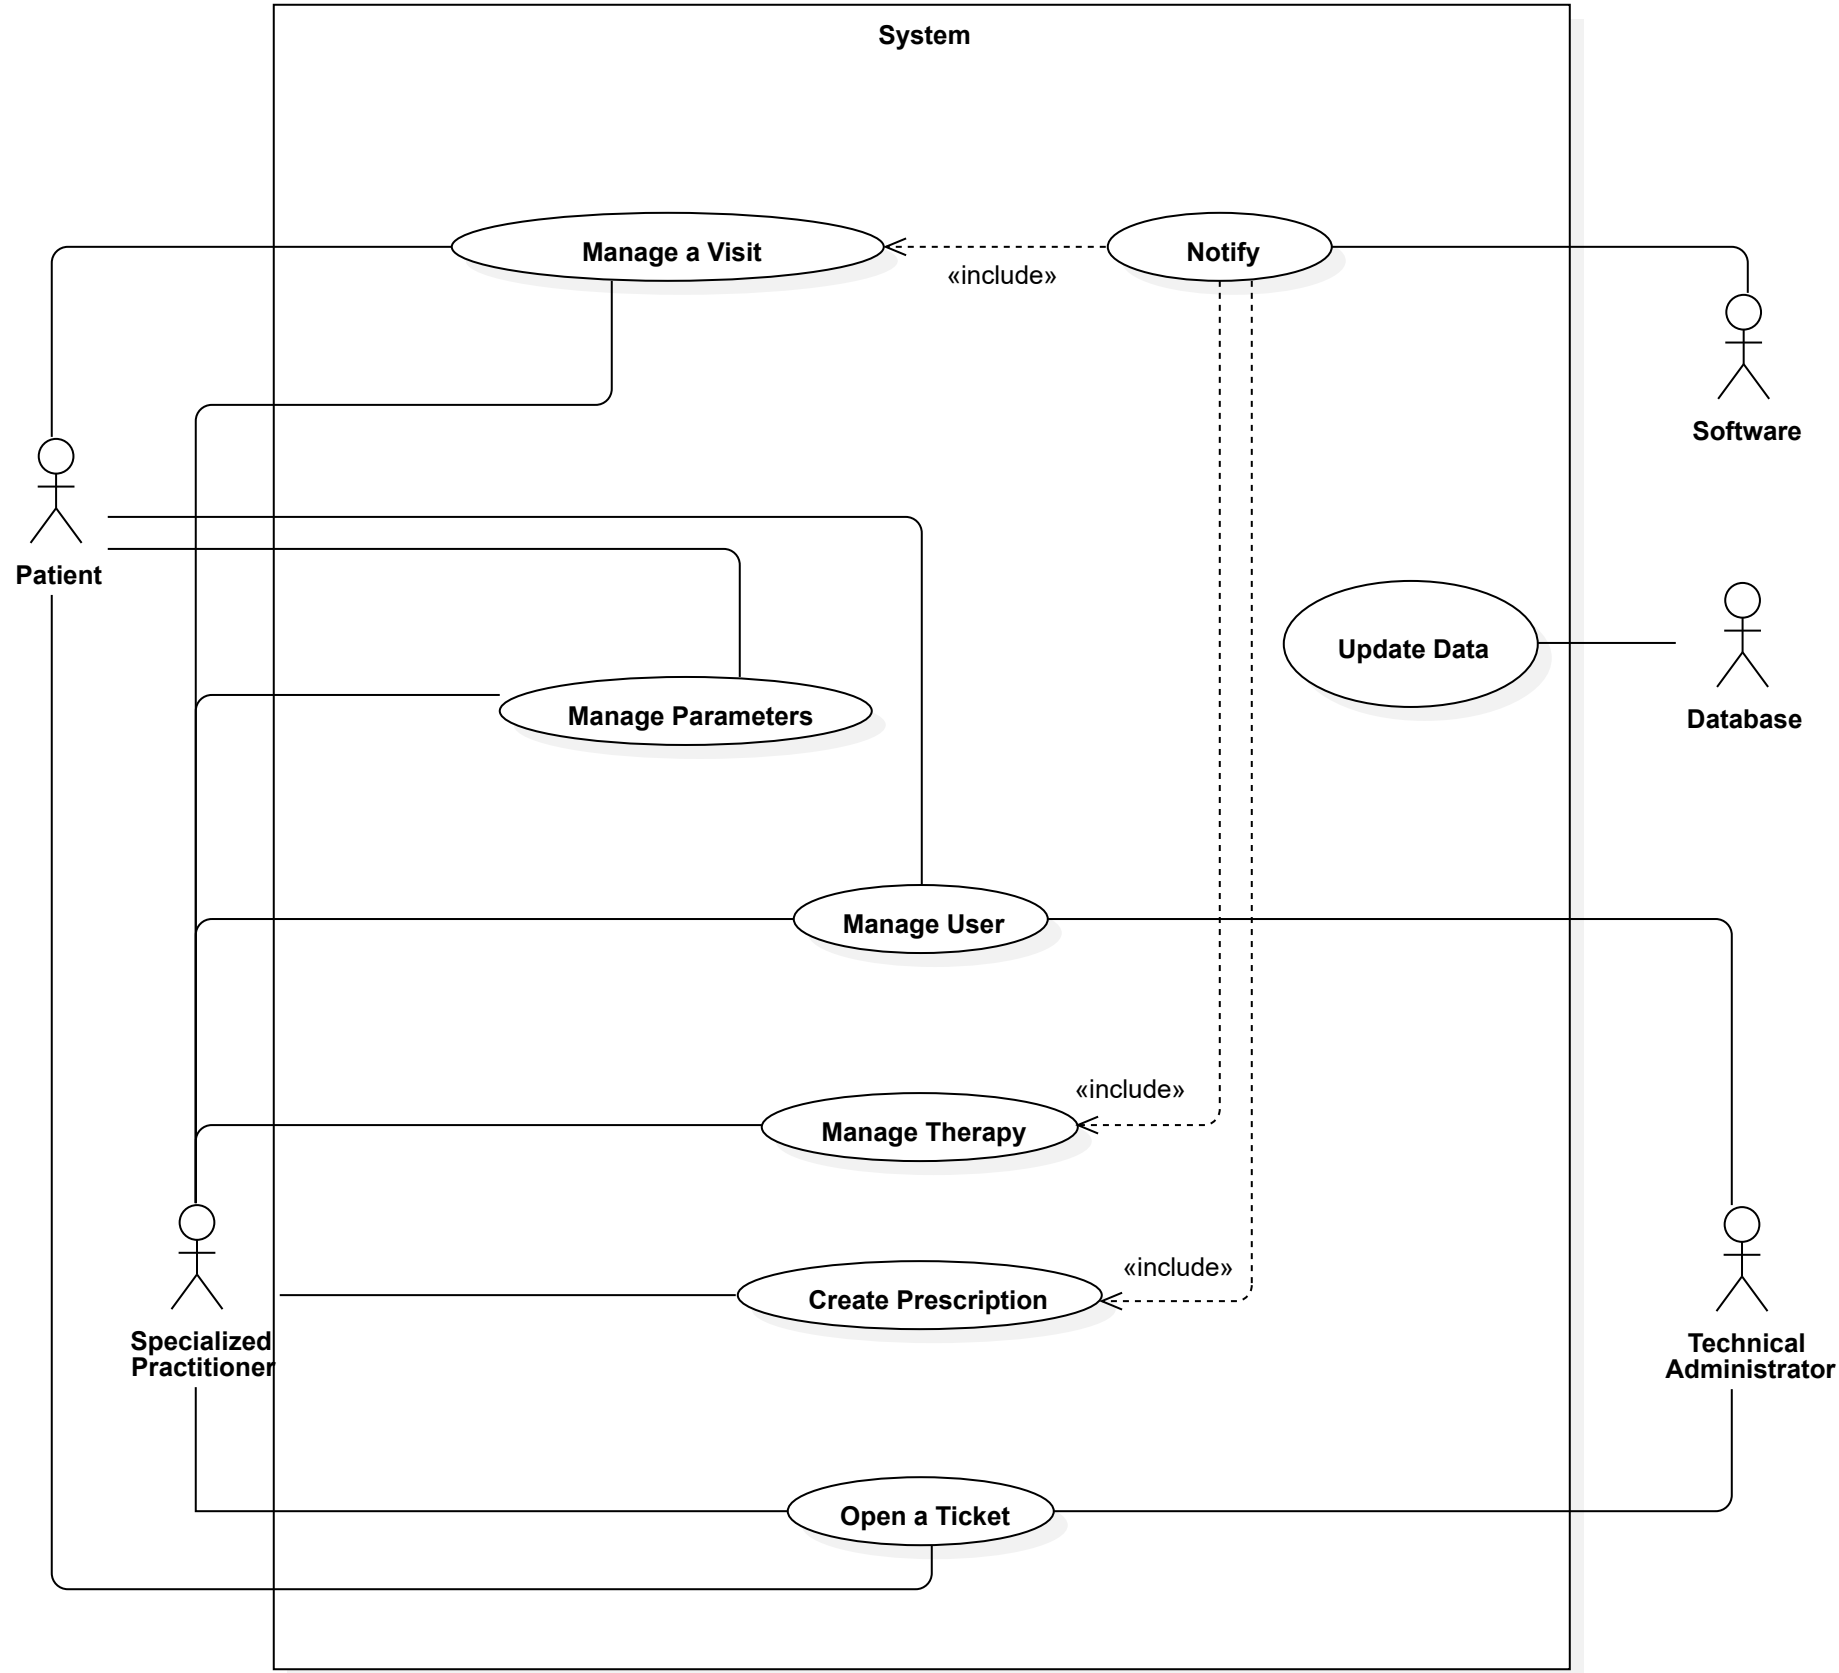 System
Manage a Visit
Notify
«include»
Software
Patient
Update Data
Manage Parameters
Database
Manage User
«include»
Manage Therapy
«include»
Create Prescription
Specialized
Practitioner
Technical
Administrator
Open a Ticket